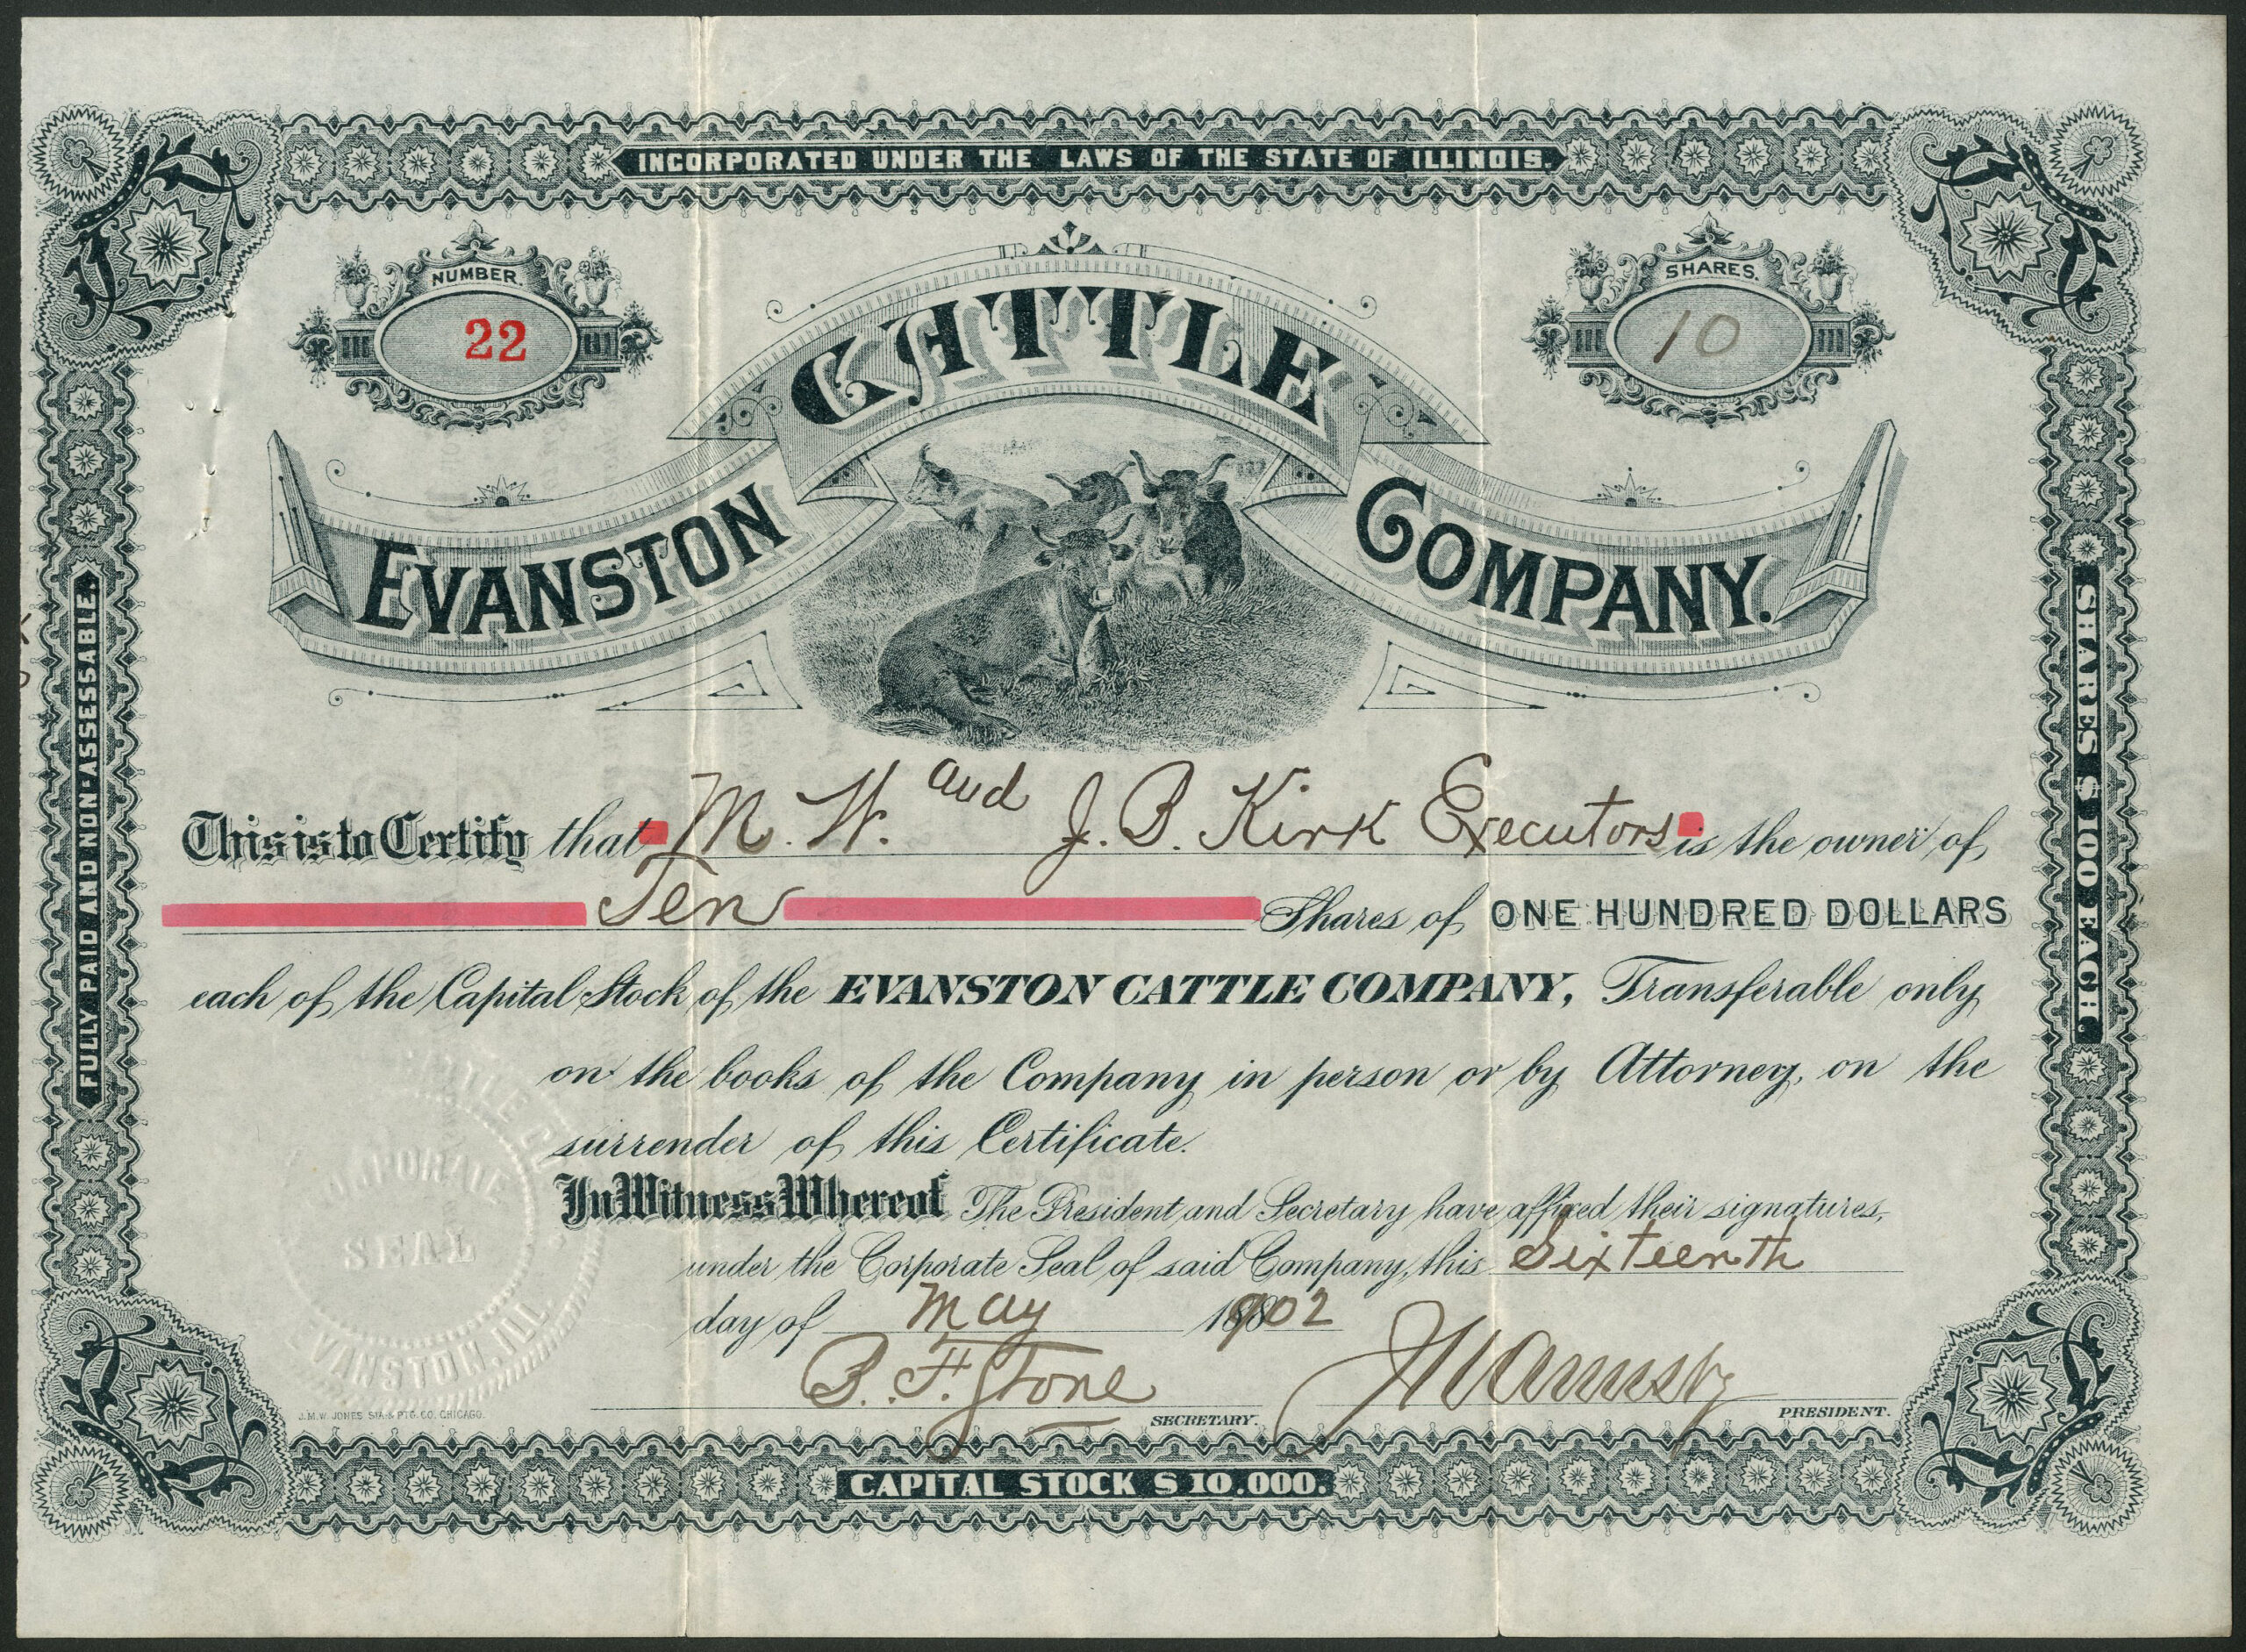 INCORPORATED UNDER THE LAWS OF THE STATE OF ILLINOIS.
NUMBER
22
SHARES.
10
EVANSTON CATTLE COMPANY.
This is to Certify that M. W. and J. B. Kirk Executors is the owner of
Ten Shares of ONE HUNDRED DOLLARS
each of the Capital Stock of the EVANSTON CATTLE COMPANY, Transferable only
on the books of the Company in person or by Attorney, on the
surrender of this Certificate.
In Witness Whereof The President and Secretary have affixed their signatures,
under the Corporate Seal of said Company, this Sixteenth
day of May 1902
B. F. Stone
SECRETARY.
PRESIDENT.
J.M.W. JONES STA. & PTG. CO. CHICAGO.
CAPITAL STOCK $10.000.
FULLY PAID AND NON-ASSESSABLE.
SHARES $100 EACH
CORPORATE
SEAL
EVANSTON, ILL